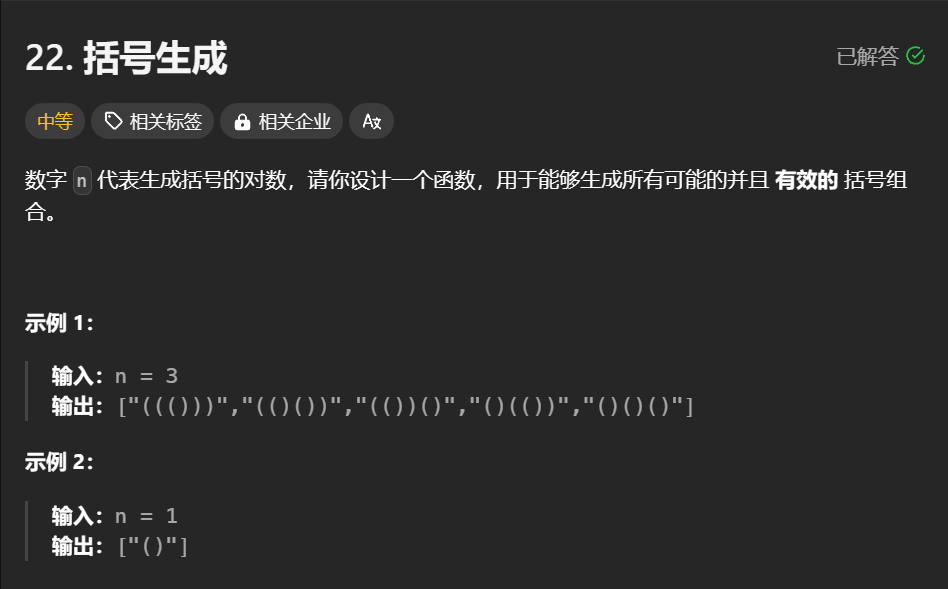 22. 括号生成
已解答
中等
相关标签
相关企业
数字 n 代表生成括号的对数，请你设计一个函数，用于能够生成所有可能的并且 有效的 括号组
合。
示例 1：
输入：n = 3
输出：["((()))","(()())","(())()","()(())","()()()"]
示例 2：
输入：n = 1
输出：["()"]